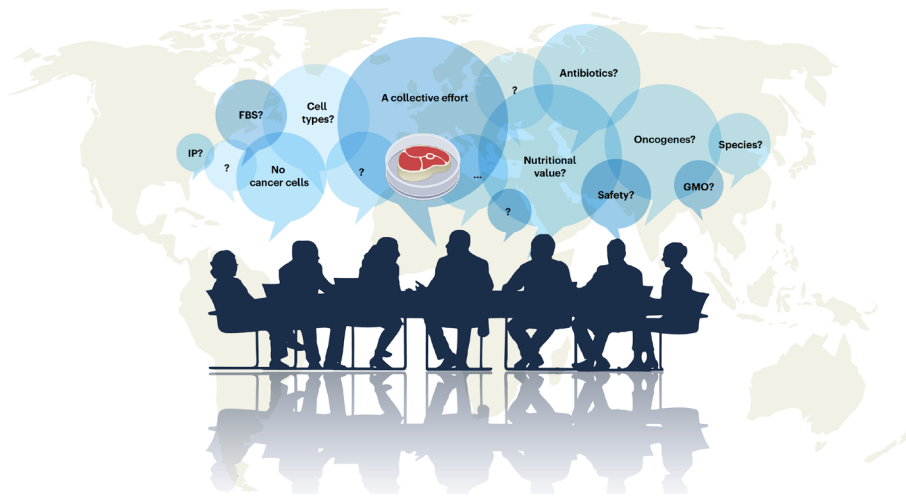 A collective effort
Antibiotics?
?
FBS?
Cell
types?
Oncogenes?
Species?
IP?
?
No
cancer cells
?
...
Nutritional
value?
Safety?
GMO?
?